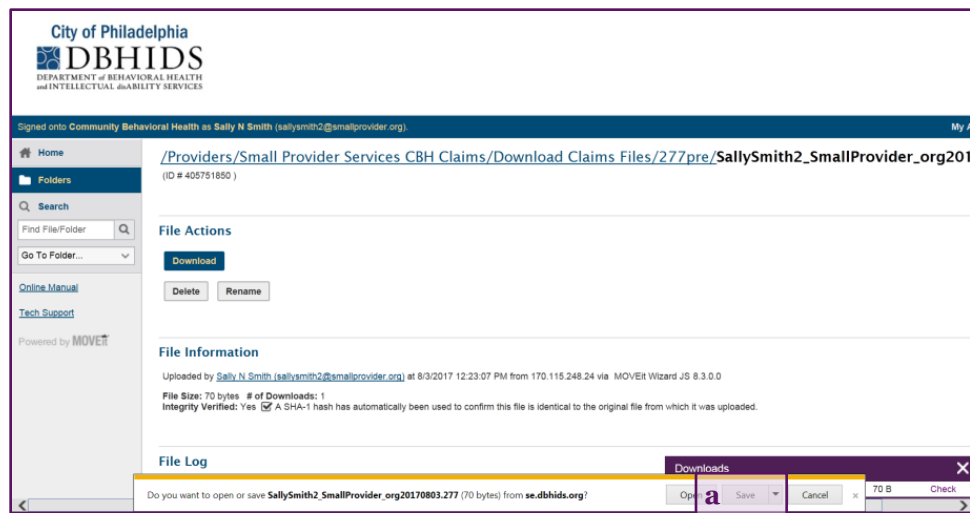 City of Philadelphia
DBHIDS
DEPARTMENT of BEHAVIORAL HEALTH
and INTELLECTUAL disABILITY SERVICES
Signed onto Community Behavioral Health as Sally N Smith (sallysmith2@smallprovider.org). My A
Home
Folders
Search
Find File/Folder
Go To Folder...
Online Manual
Tech Support
Powered by MOVEit
/Providers/Small Provider Services CBH Claims/Download Claims Files/277pre/SallySmith2_SmallProvider_org201
(ID # 405751850 )
File Actions
Download
Delete Rename
File Information
Uploaded by Sally N Smith (sallysmith2@smallprovider.org) at 8/3/2017 12:23:07 PM from 170.115.248.24 via MOVEit Wizard JS 8.3.0.0
File Size: 70 bytes # of Downloads: 1
Integrity Verified: Yes A SHA-1 hash has automatically been used to confirm this file is identical to the original file from which it was uploaded.
File Log
Downloads
Do you want to open or save SallySmith2_SmallProvider_org20170803.277 (70 bytes) from se.dbhids.org? Open a Save Cancel × 70 B Check